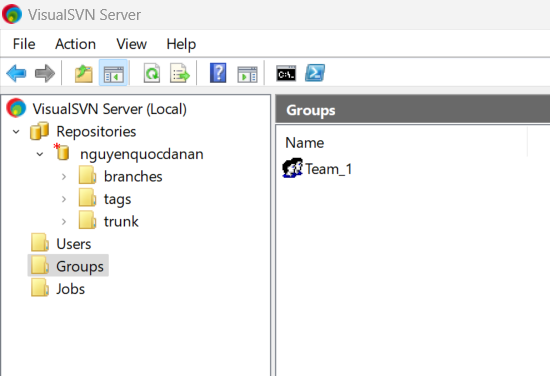 VisualSVN Server
File Action View Help
C:\.
VisualSVN Server (Local)
Repositories
nguyenquocdanan
branches
tags
trunk
Users
Groups
Jobs
Groups
Name
Team_1